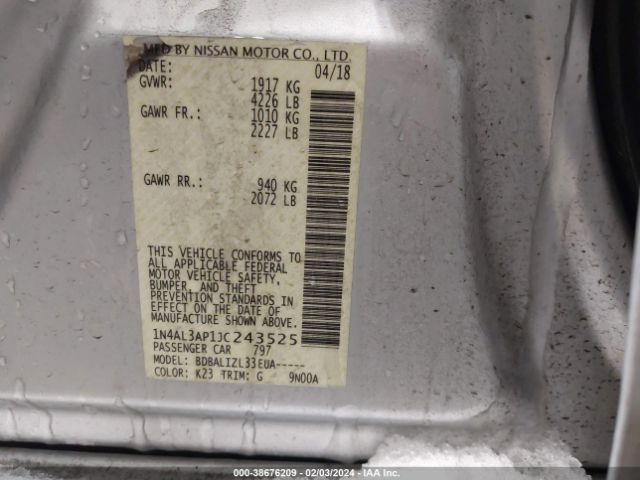 MFD BY NISSAN MOTOR CO., LTD.
DATE: 04/18
GVWR: 1917 KG
4226 LB
GAWR FR.: 1010 KG
2227 LB
GAWR RR.: 940 KG
2072 LB
THIS VEHICLE CONFORMS TO
ALL APPLICABLE FEDERAL
MOTOR VEHICLE SAFETY,
BUMPER, AND THEFT
PREVENTION STANDARDS IN
EFFECT ON THE DATE OF
MANUFACTURE SHOWN ABOVE.
1N4AL3AP1JC243525
PASSENGER CAR 797
MODEL: BDBALIZL33EUA-----
COLOR: K23 TRIM: G 9N00A
000-38676209 - 02/03/2024 - IAA Inc.